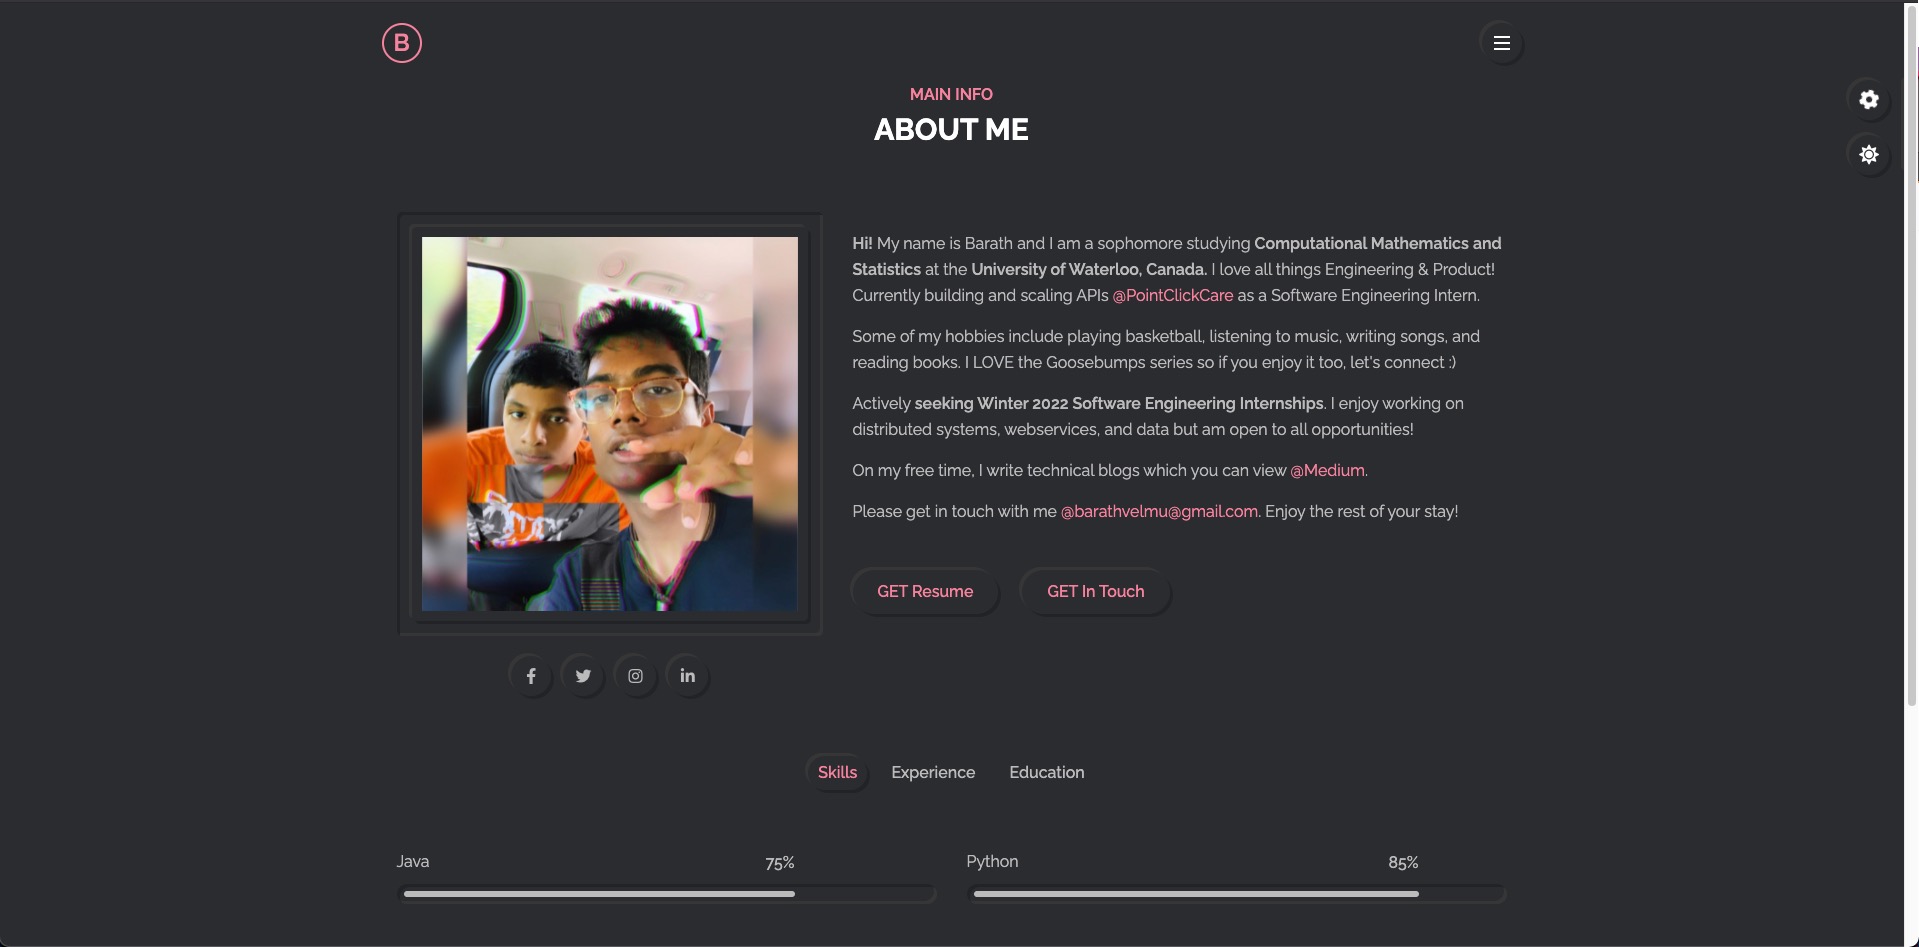 B
MAIN INFO
ABOUT ME
Hi! My name is Barath and I am a sophomore studying Computational Mathematics and
Statistics at the University of Waterloo, Canada. I love all things Engineering & Product!
Currently building and scaling APIs @PointClickCare as a Software Engineering Intern.
Some of my hobbies include playing basketball, listening to music, writing songs, and
reading books. I LOVE the Goosebumps series so if you enjoy it too, let's connect :)
Actively seeking Winter 2022 Software Engineering Internships. I enjoy working on
distributed systems, webservices, and data but am open to all opportunities!
On my free time, I write technical blogs which you can view @Medium.
Please get in touch with me @barathvelmu@gmail.com. Enjoy the rest of your stay!
GET Resume GET In Touch
Skills Experience Education
Java 75% Python 85%